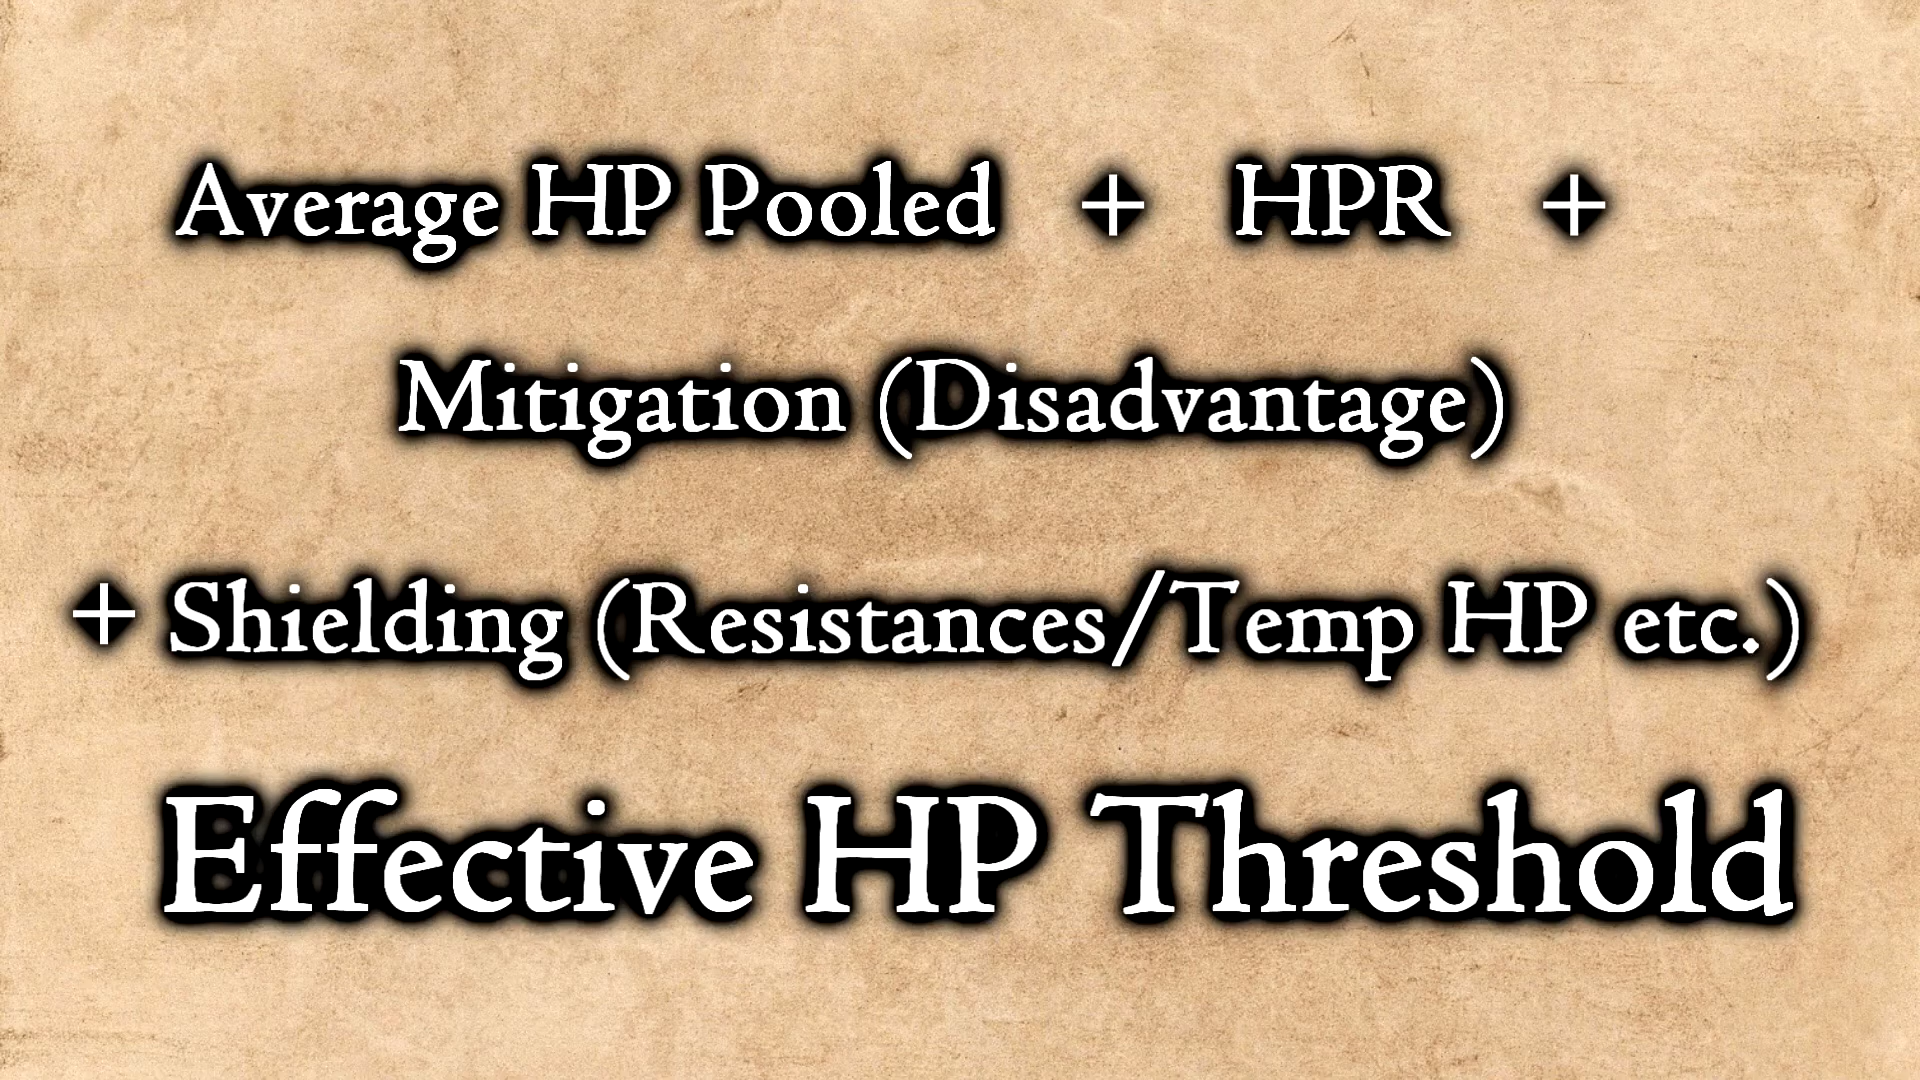 Average HP Pooled + HPR +
Mitigation (Disadvantage)
+ Shielding (Resistances/Temp HP etc.)
Effective HP Threshold